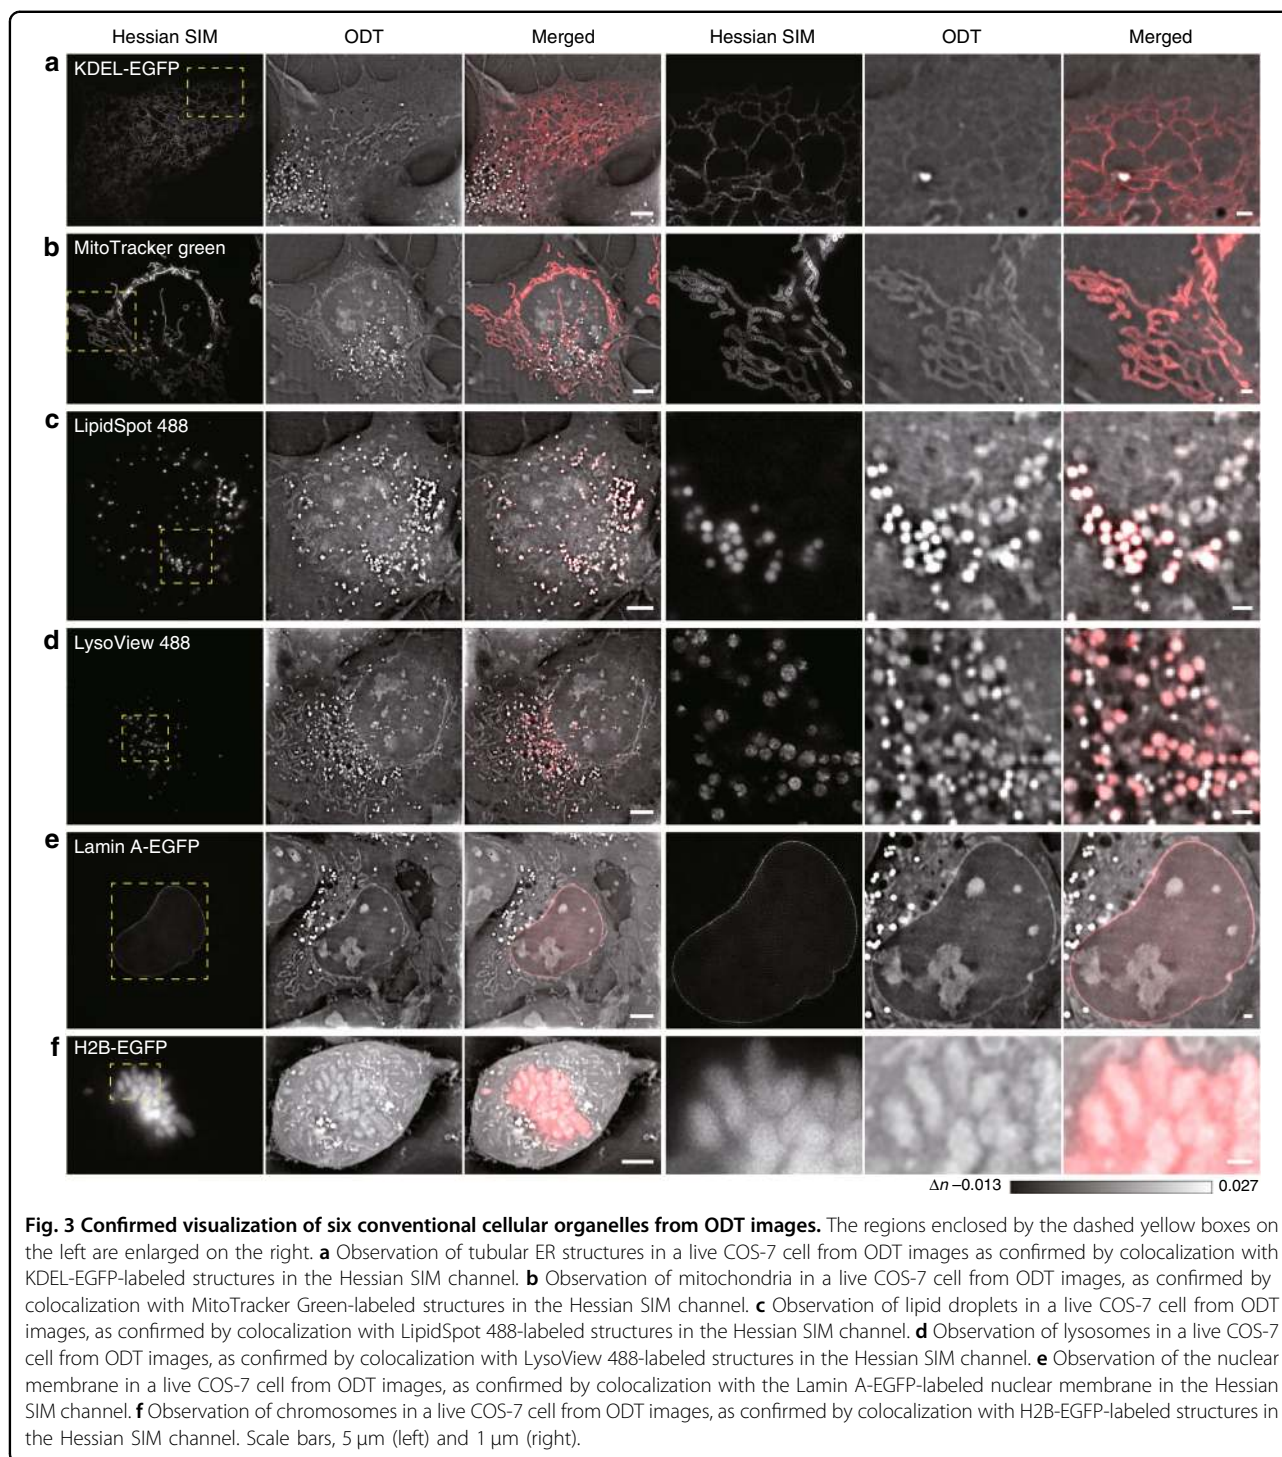 Hessian SIM ODT Merged Hessian SIM ODT Merged
a KDEL-EGFP
b MitoTracker green
c LipidSpot 488
d LysoView 488
e Lamin A-EGFP
f H2B-EGFP
Δn –0.013 0.027
Fig. 3 Confirmed visualization of six conventional cellular organelles from ODT images. The regions enclosed by the dashed yellow boxes on
the left are enlarged on the right. a Observation of tubular ER structures in a live COS-7 cell from ODT images as confirmed by colocalization with
KDEL-EGFP-labeled structures in the Hessian SIM channel. b Observation of mitochondria in a live COS-7 cell from ODT images, as confirmed by
colocalization with MitoTracker Green-labeled structures in the Hessian SIM channel. c Observation of lipid droplets in a live COS-7 cell from ODT
images, as confirmed by colocalization with LipidSpot 488-labeled structures in the Hessian SIM channel. d Observation of lysosomes in a live COS-7
cell from ODT images, as confirmed by colocalization with LysoView 488-labeled structures in the Hessian SIM channel. e Observation of the nuclear
membrane in a live COS-7 cell from ODT images, as confirmed by colocalization with the Lamin A-EGFP-labeled nuclear membrane in the Hessian
SIM channel. f Observation of chromosomes in a live COS-7 cell from ODT images, as confirmed by colocalization with H2B-EGFP-labeled structures in
the Hessian SIM channel. Scale bars, 5 μm (left) and 1 μm (right).